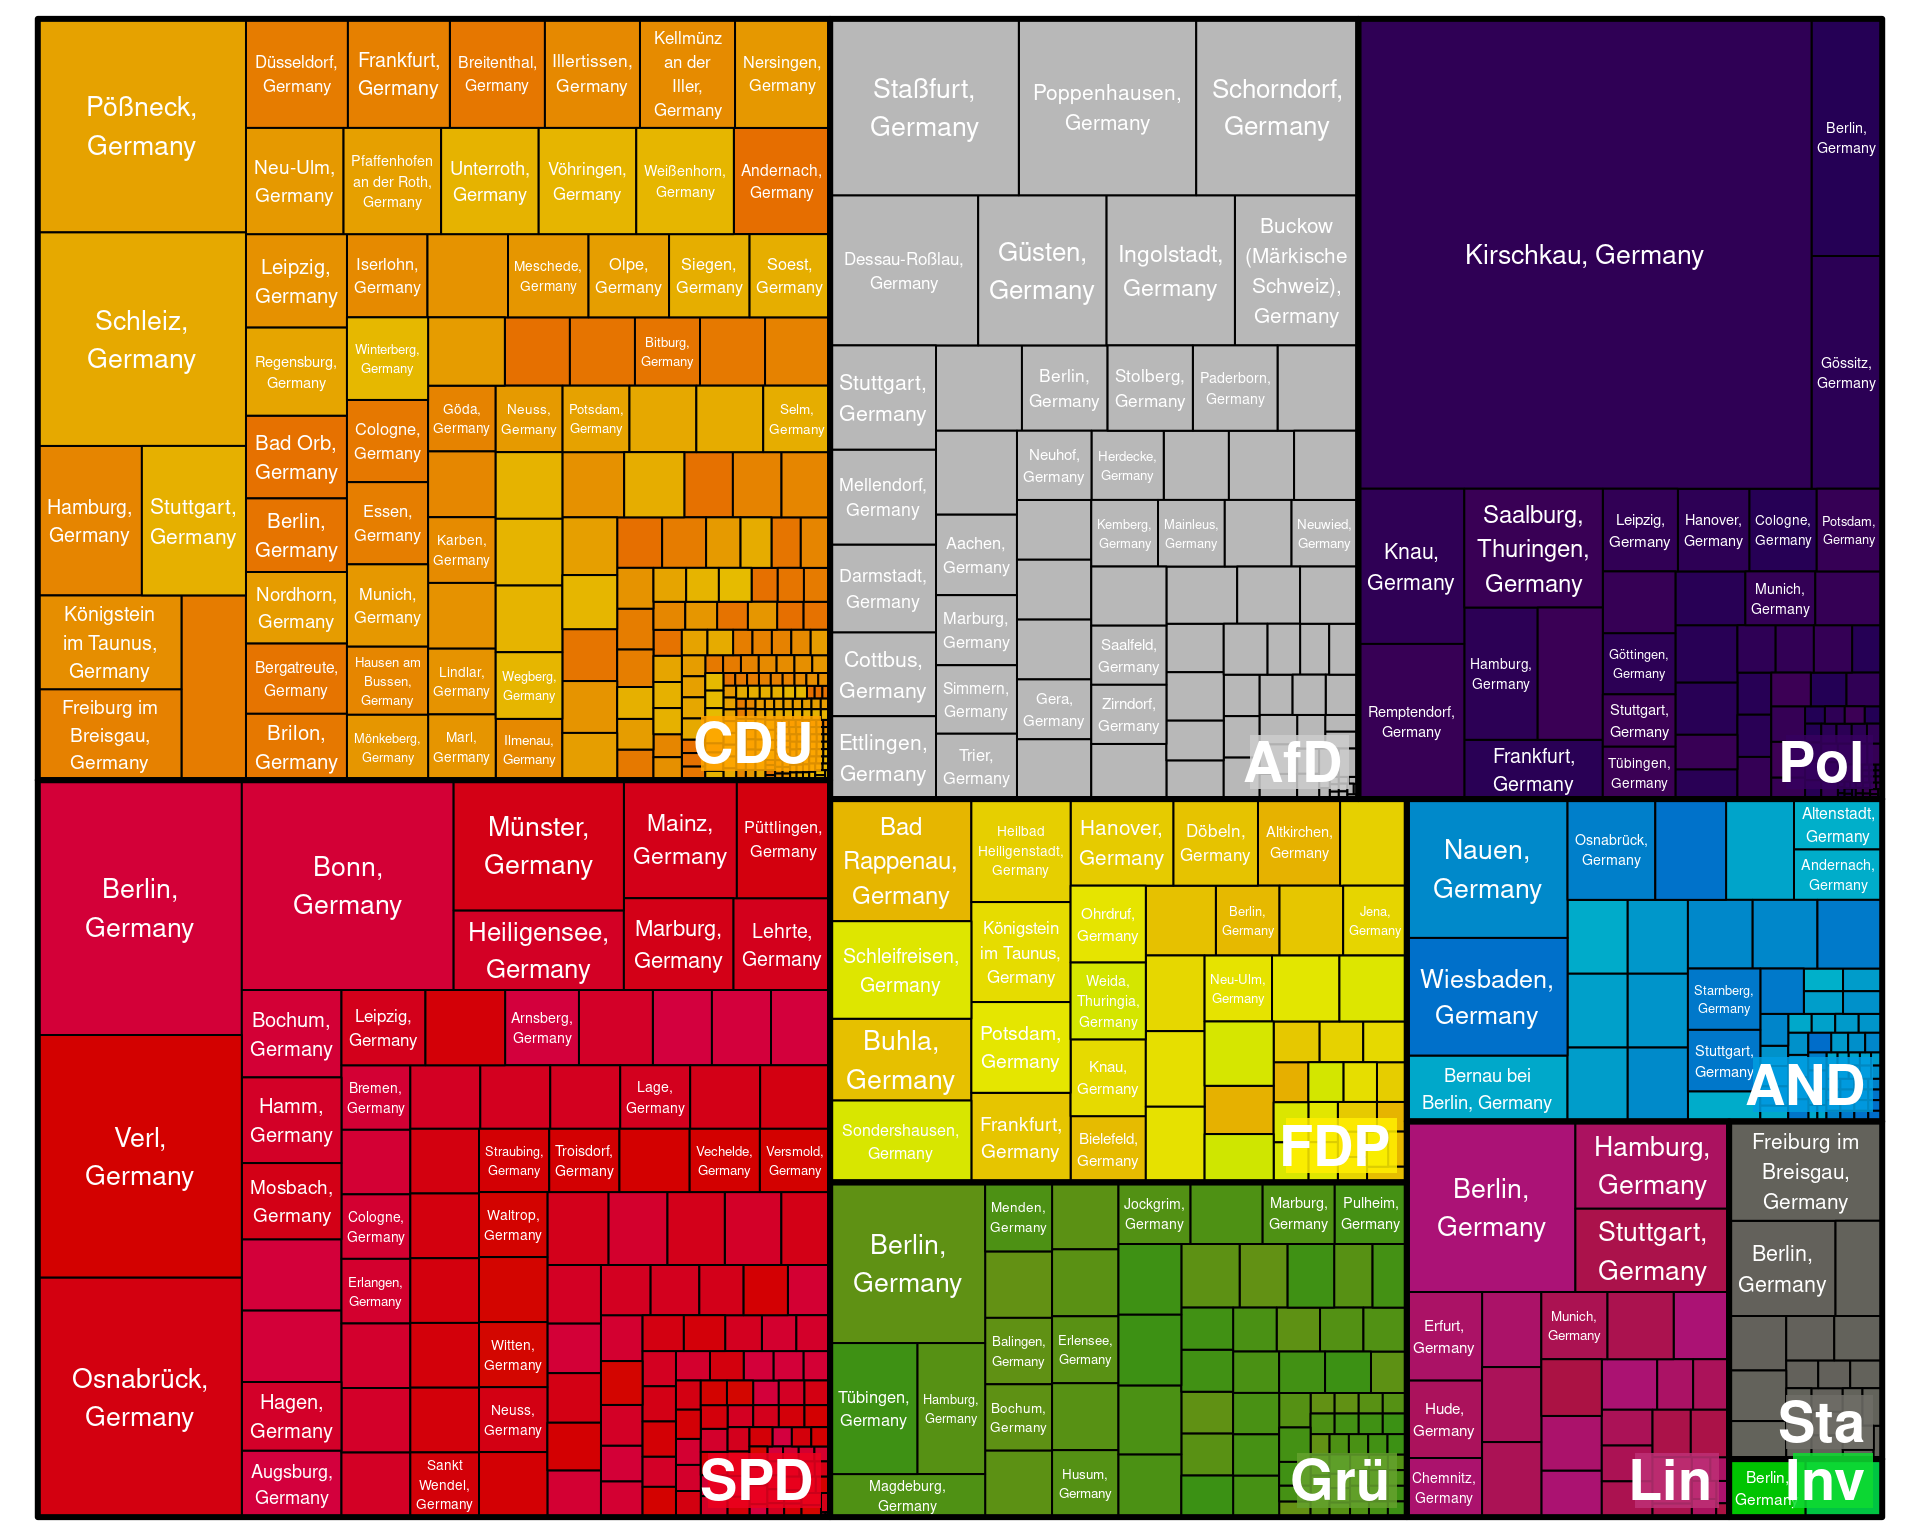 Pößneck,
Germany
Schleiz,
Germany
Hamburg,
Germany
Stuttgart,
Germany
Königstein
im Taunus,
Germany
Freiburg im
Breisgau,
Germany
Düsseldorf,
Germany
Frankfurt,
Germany
Breitenthal,
Germany
Illertissen,
Germany
Kellmünz
an der
Iller,
Germany
Nersingen,
Germany
Neu-Ulm,
Germany
Pfaffenhofen
an der Roth,
Germany
Unterroth,
Germany
Vöhringen,
Germany
Weißenhorn,
Germany
Andernach,
Germany
Leipzig,
Germany
Regensburg,
Germany
Bad Orb,
Germany
Berlin,
Germany
Nordhorn,
Germany
Bergatreute,
Germany
Brilon,
Germany
Iserlohn,
Germany
Meschede,
Germany
Olpe,
Germany
Siegen,
Germany
Soest,
Germany
Winterberg,
Germany
Cologne,
Germany
Essen,
Germany
Munich,
Germany
Hausen am
Bussen,
Germany
Mönkeberg,
Germany
Bitburg,
Germany
Göda,
Germany
Neuss,
Germany
Potsdam,
Germany
Selm,
Germany
Karben,
Germany
Lindlar,
Germany
Marl,
Germany
Wegberg,
Germany
Ilmenau,
Germany
CDU
Staßfurt,
Germany
Poppenhausen,
Germany
Schorndorf,
Germany
Dessau-Roßlau,
Germany
Güsten,
Germany
Ingolstadt,
Germany
Buckow
(Märkische
Schweiz),
Germany
Stuttgart,
Germany
Mellendorf,
Germany
Darmstadt,
Germany
Cottbus,
Germany
Ettlingen,
Germany
Berlin,
Germany
Stolberg,
Germany
Paderborn,
Germany
Aachen,
Germany
Marburg,
Germany
Simmern,
Germany
Trier,
Germany
Neuhof,
Germany
Herdecke,
Germany
Kemberg,
Germany
Mainleus,
Germany
Neuwied,
Germany
Gera,
Germany
Saalfeld,
Germany
Zirndorf,
Germany
AfD
Kirschkau, Germany
Berlin,
Germany
Gössitz,
Germany
Knau,
Germany
Remptendorf,
Germany
Saalburg,
Thuringen,
Germany
Hamburg,
Germany
Frankfurt,
Germany
Leipzig,
Germany
Hanover,
Germany
Cologne,
Germany
Potsdam,
Germany
Munich,
Germany
Göttingen,
Germany
Stuttgart,
Germany
Tübingen,
Germany
Pol
Berlin,
Germany
Verl,
Germany
Osnabrück,
Germany
Bonn,
Germany
Münster,
Germany
Heiligensee,
Germany
Mainz,
Germany
Püttlingen,
Germany
Marburg,
Germany
Lehrte,
Germany
Bochum,
Germany
Hamm,
Germany
Mosbach,
Germany
Hagen,
Germany
Augsburg,
Germany
Leipzig,
Germany
Arnsberg,
Germany
Bremen,
Germany
Lage,
Germany
Cologne,
Germany
Erlangen,
Germany
Straubing,
Germany
Troisdorf,
Germany
Vechelde,
Germany
Versmold,
Germany
Waltrop,
Germany
Witten,
Germany
Neuss,
Germany
Sankt
Wendel,
Germany
SPD
Bad
Rappenau,
Germany
Schleifreisen,
Germany
Buhla,
Germany
Sondershausen,
Germany
Heilbad
Heiligenstadt,
Germany
Königstein
im Taunus,
Germany
Potsdam,
Germany
Frankfurt,
Germany
Hanover,
Germany
Döbeln,
Germany
Altkirchen,
Germany
Ohrdruf,
Germany
Weida,
Thuringia,
Germany
Knau,
Germany
Bielefeld,
Germany
Berlin,
Germany
Jena,
Germany
Neu-Ulm,
Germany
FDP
Berlin,
Germany
Tübingen,
Germany
Hamburg,
Germany
Magdeburg,
Germany
Menden,
Germany
Balingen,
Germany
Bochum,
Germany
Erlensee,
Germany
Husum,
Germany
Jockgrim,
Germany
Marburg,
Germany
Pulheim,
Germany
Grü
Nauen,
Germany
Wiesbaden,
Germany
Bernau bei
Berlin, Germany
Osnabrück,
Germany
Altenstadt,
Germany
Andernach,
Germany
Starnberg,
Germany
Stuttgart,
Germany
AND
Berlin,
Germany
Hamburg,
Germany
Stuttgart,
Germany
Erfurt,
Germany
Hude,
Germany
Chemnitz,
Germany
Munich,
Germany
Lin
Freiburg im
Breisgau,
Germany
Berlin,
Germany
Sta
Berlin,
Germany
Inv